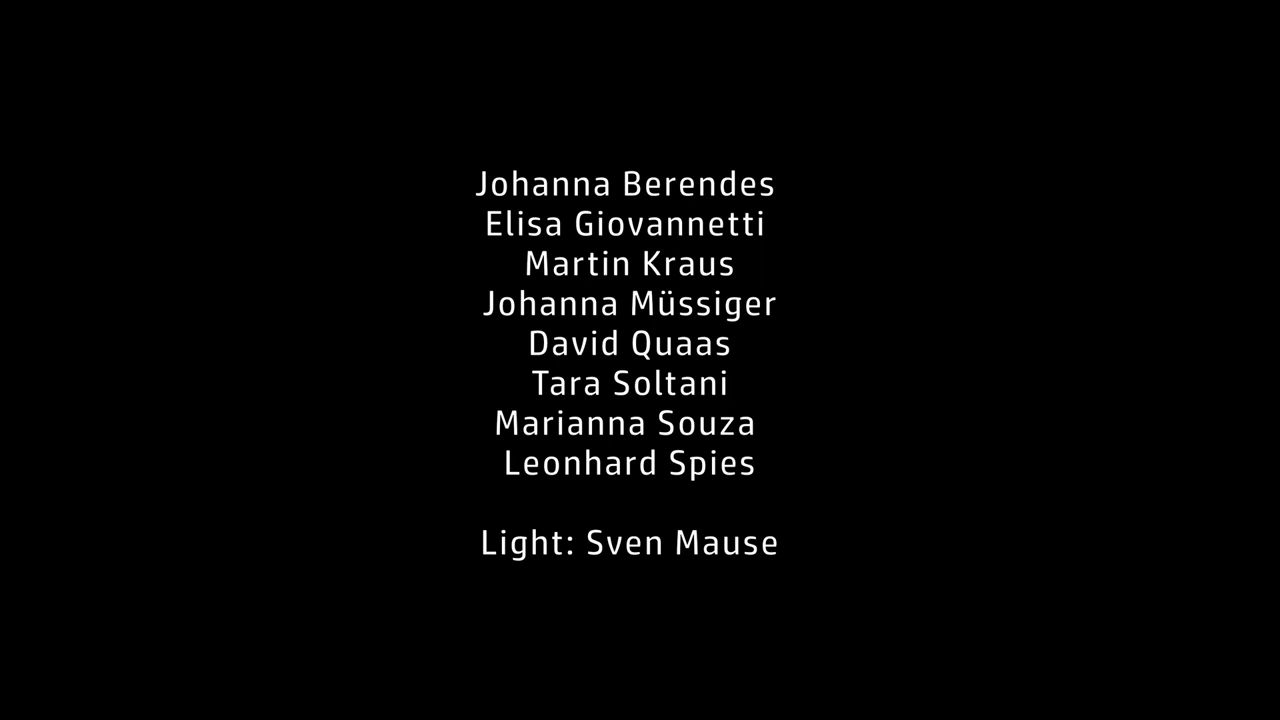 Johanna Berendes
Elisa Giovannetti
Martin Kraus
Johanna Müssiger
David Quaas
Tara Soltani
Marianna Souza
Leonhard Spies
Light: Sven Mause